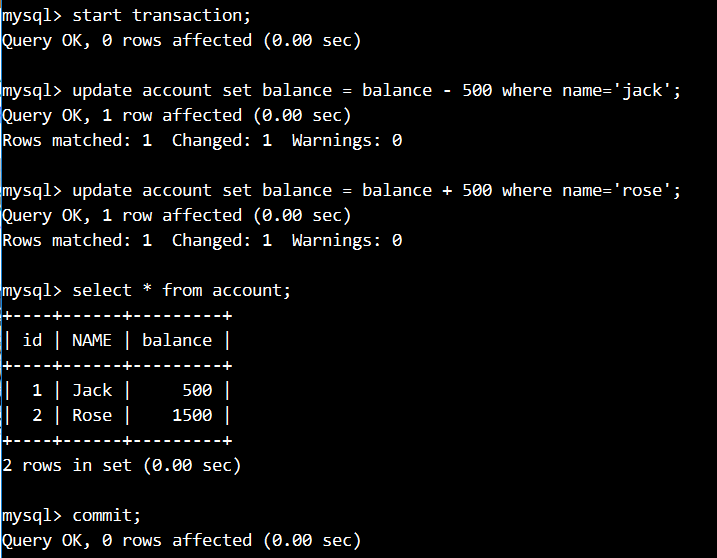 mysql> start transaction;
Query OK, 0 rows affected (0.00 sec)
mysql> update account set balance = balance - 500 where name='jack';
Query OK, 1 row affected (0.00 sec)
Rows matched: 1  Changed: 1  Warnings: 0
mysql> update account set balance = balance + 500 where name='rose';
Query OK, 1 row affected (0.00 sec)
Rows matched: 1  Changed: 1  Warnings: 0
mysql> select * from account;
+----+------+---------+
| id | NAME | balance |
+----+------+---------+
|  1 | Jack |     500 |
|  2 | Rose |    1500 |
+----+------+---------+
2 rows in set (0.00 sec)
mysql> commit;
Query OK, 0 rows affected (0.00 sec)